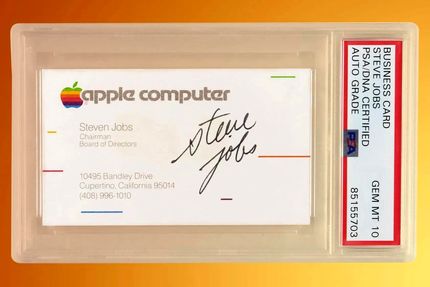 apple computer
Steven Jobs
Chairman
Board of Directors
10495 Bandley Drive
Cupertino, California 95014
(408) 996-1010
steve
jobs
BUSINESS CARD
STEVE JOBS
PSA/DNA CERTIFIED
AUTO GRADE
PSA
GEM MT 10
85155703